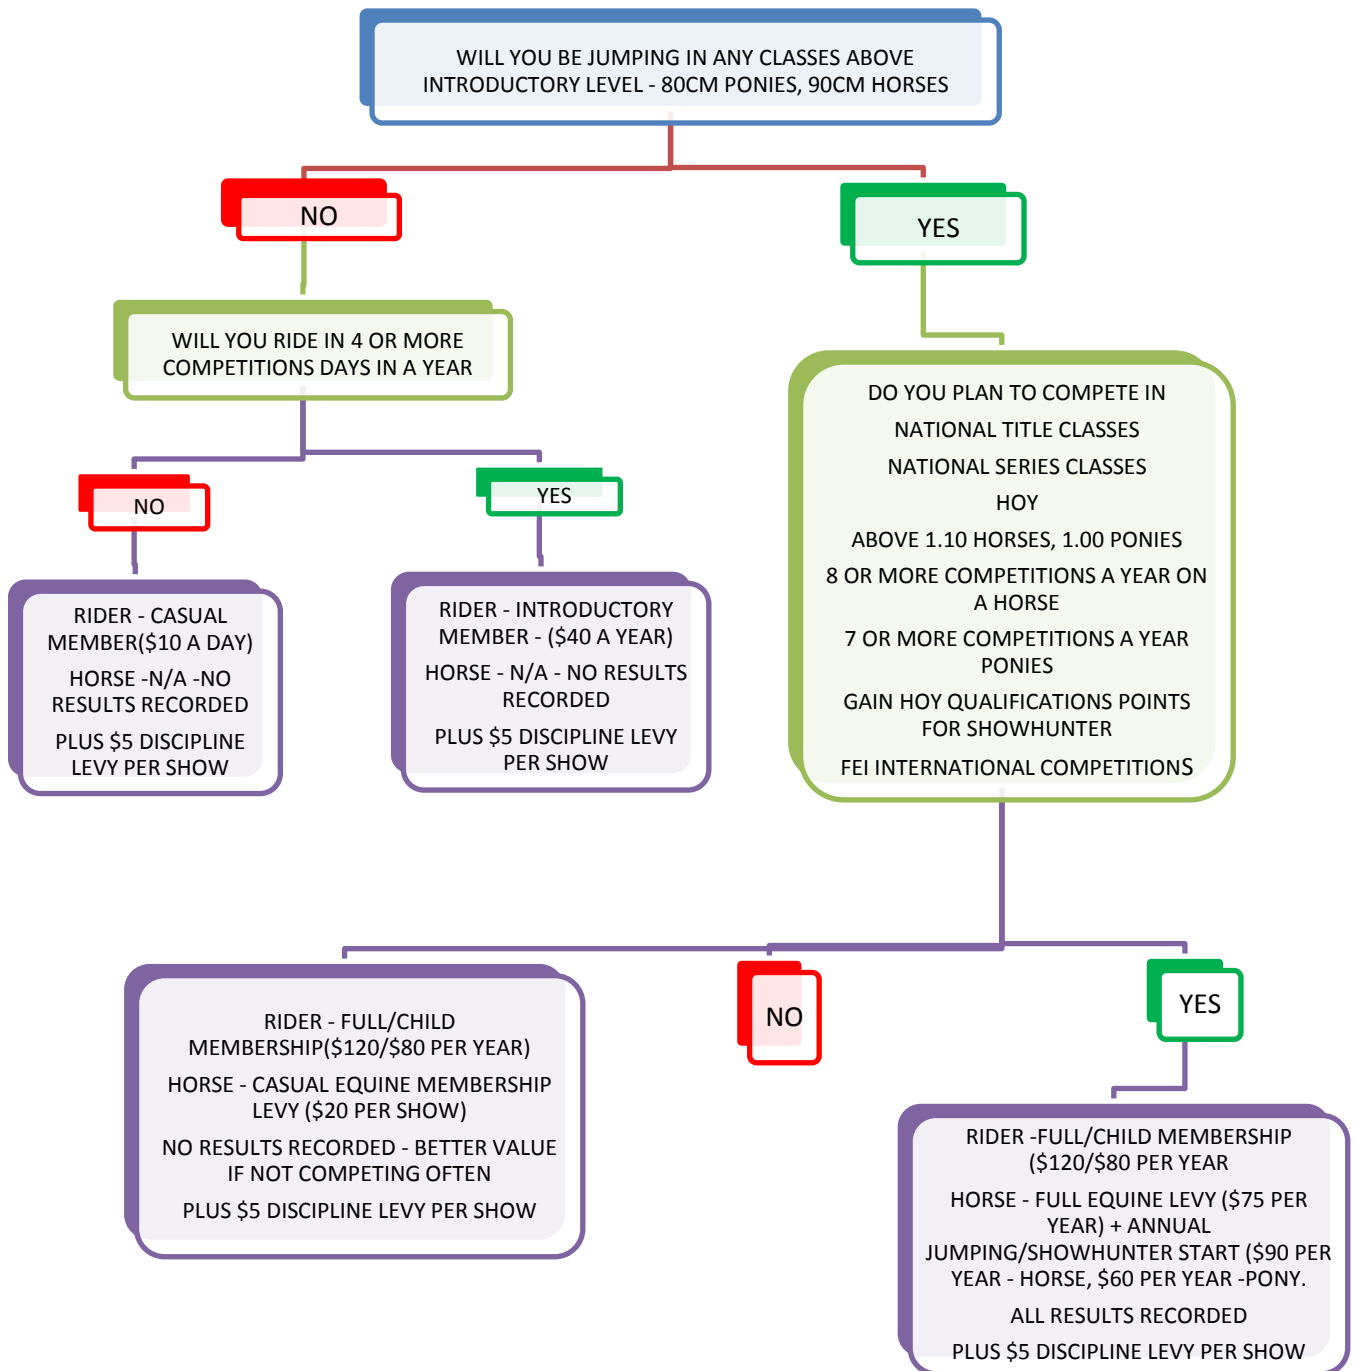 WILL YOU BE JUMPING IN ANY CLASSES ABOVE
INTRODUCTORY LEVEL - 80CM PONIES, 90CM HORSES
NO
YES
WILL YOU RIDE IN 4 OR MORE
COMPETITIONS DAYS IN A YEAR
DO YOU PLAN TO COMPETE IN
NATIONAL TITLE CLASSES
NATIONAL SERIES CLASSES
HOY
ABOVE 1.10 HORSES, 1.00 PONIES
8 OR MORE COMPETITIONS A YEAR ON
A HORSE
7 OR MORE COMPETITIONS A YEAR
PONIES
GAIN HOY QUALIFICATIONS POINTS
FOR SHOWHUNTER
FEI INTERNATIONAL COMPETITIONS
NO
YES
RIDER - CASUAL
MEMBER($10 A DAY)
HORSE -N/A -NO
RESULTS RECORDED
PLUS $5 DISCIPLINE
LEVY PER SHOW
RIDER - INTRODUCTORY
MEMBER - ($40 A YEAR)
HORSE - N/A - NO RESULTS
RECORDED
PLUS $5 DISCIPLINE LEVY
PER SHOW
RIDER - FULL/CHILD
MEMBERSHIP($120/$80 PER YEAR)
HORSE - CASUAL EQUINE MEMBERSHIP
LEVY ($20 PER SHOW)
NO RESULTS RECORDED - BETTER VALUE
IF NOT COMPETING OFTEN
PLUS $5 DISCIPLINE LEVY PER SHOW
NO
YES
RIDER -FULL/CHILD MEMBERSHIP
($120/$80 PER YEAR
HORSE - FULL EQUINE LEVY ($75 PER
YEAR) + ANNUAL
JUMPING/SHOWHUNTER START ($90 PER
YEAR - HORSE, $60 PER YEAR -PONY.
ALL RESULTS RECORDED
PLUS $5 DISCIPLINE LEVY PER SHOW